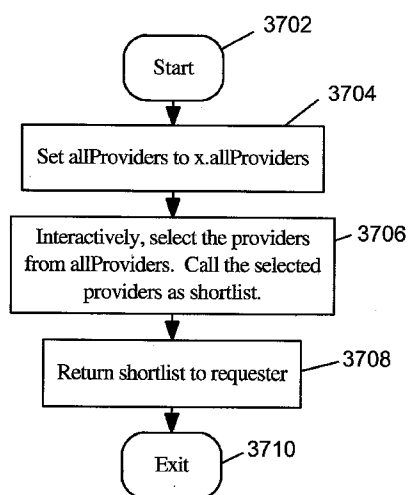 3702
Start
3704
Set allProviders to x.allProviders
Interactively, select the providers
from allProviders. Call the selected
providers as shortlist.
3706
Return shortlist to requester
3708
Exit
3710